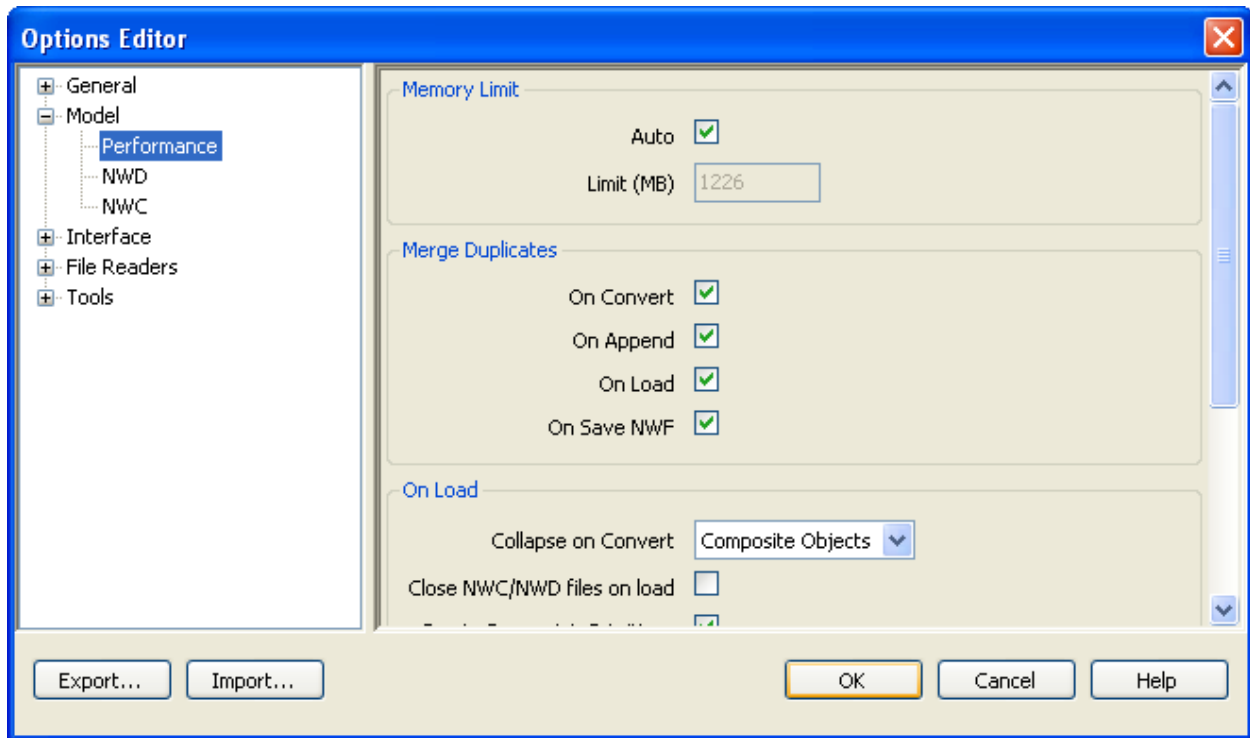 Options Editor
General
Model
Performance
NWD
NWC
Interface
File Readers
Tools
Memory Limit
Auto
Limit (MB) 1226
Merge Duplicates
On Convert
On Append
On Load
On Save NWF
On Load
Collapse on Convert Composite Objects
Close NWC/NWD files on load
Export... Import... OK Cancel Help